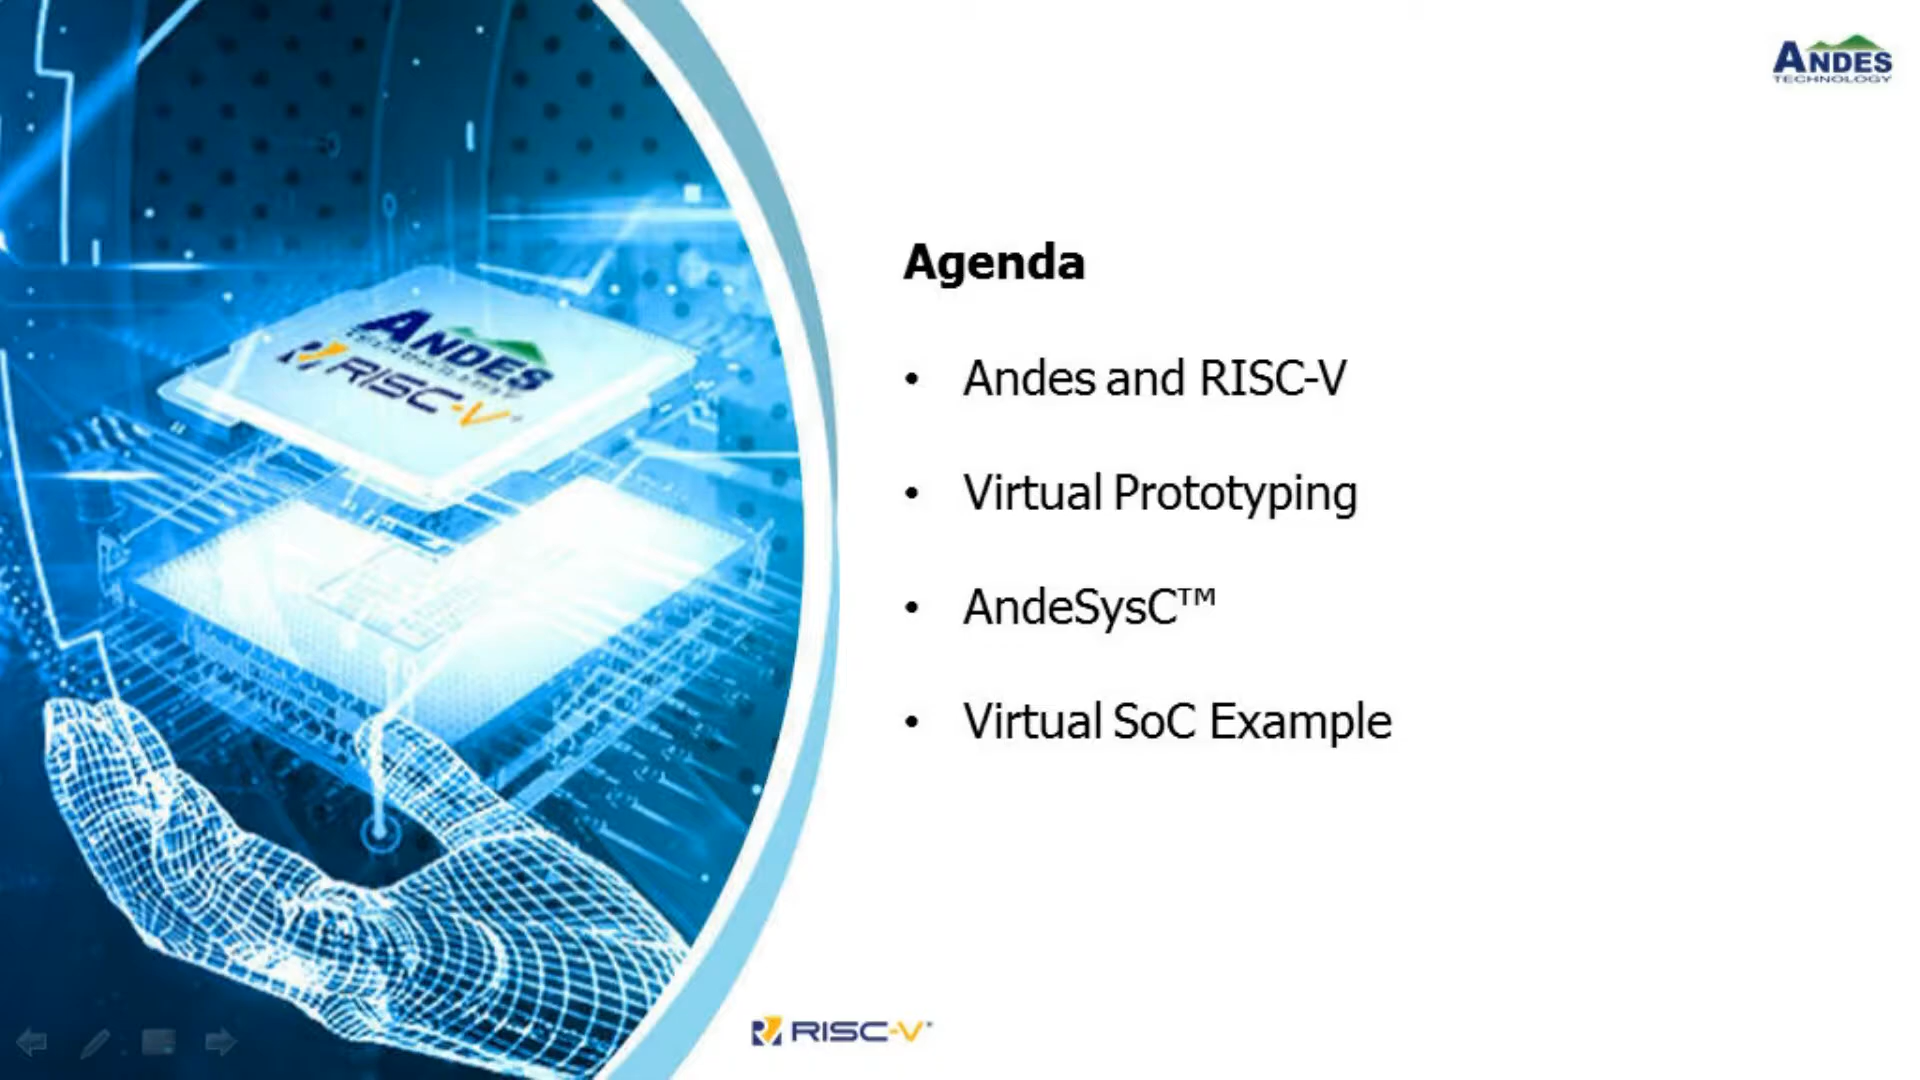 ANDES
TECHNOLOGY
ANDES
RISC-V
Agenda
• Andes and RISC-V
• Virtual Prototyping
• AndeSysC™
• Virtual SoC Example
RISC-V